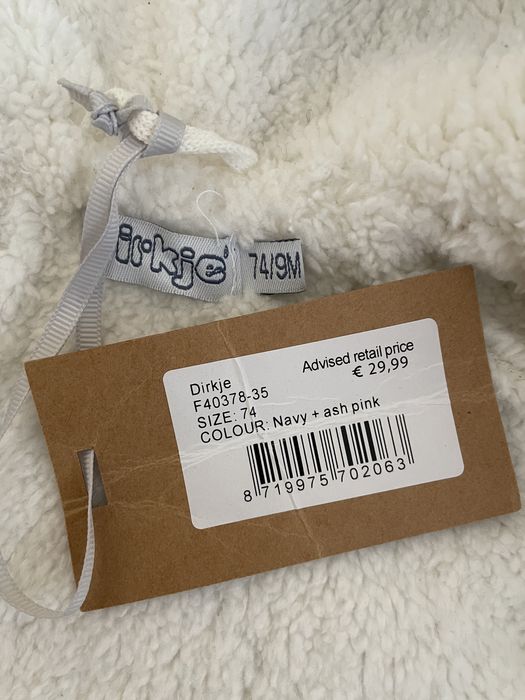 irkje
74/9M
Dirkje
F40378-35
SIZE: 74
COLOUR: Navy + ash pink
Advised retail price
€ 29,99
8 719975 702063